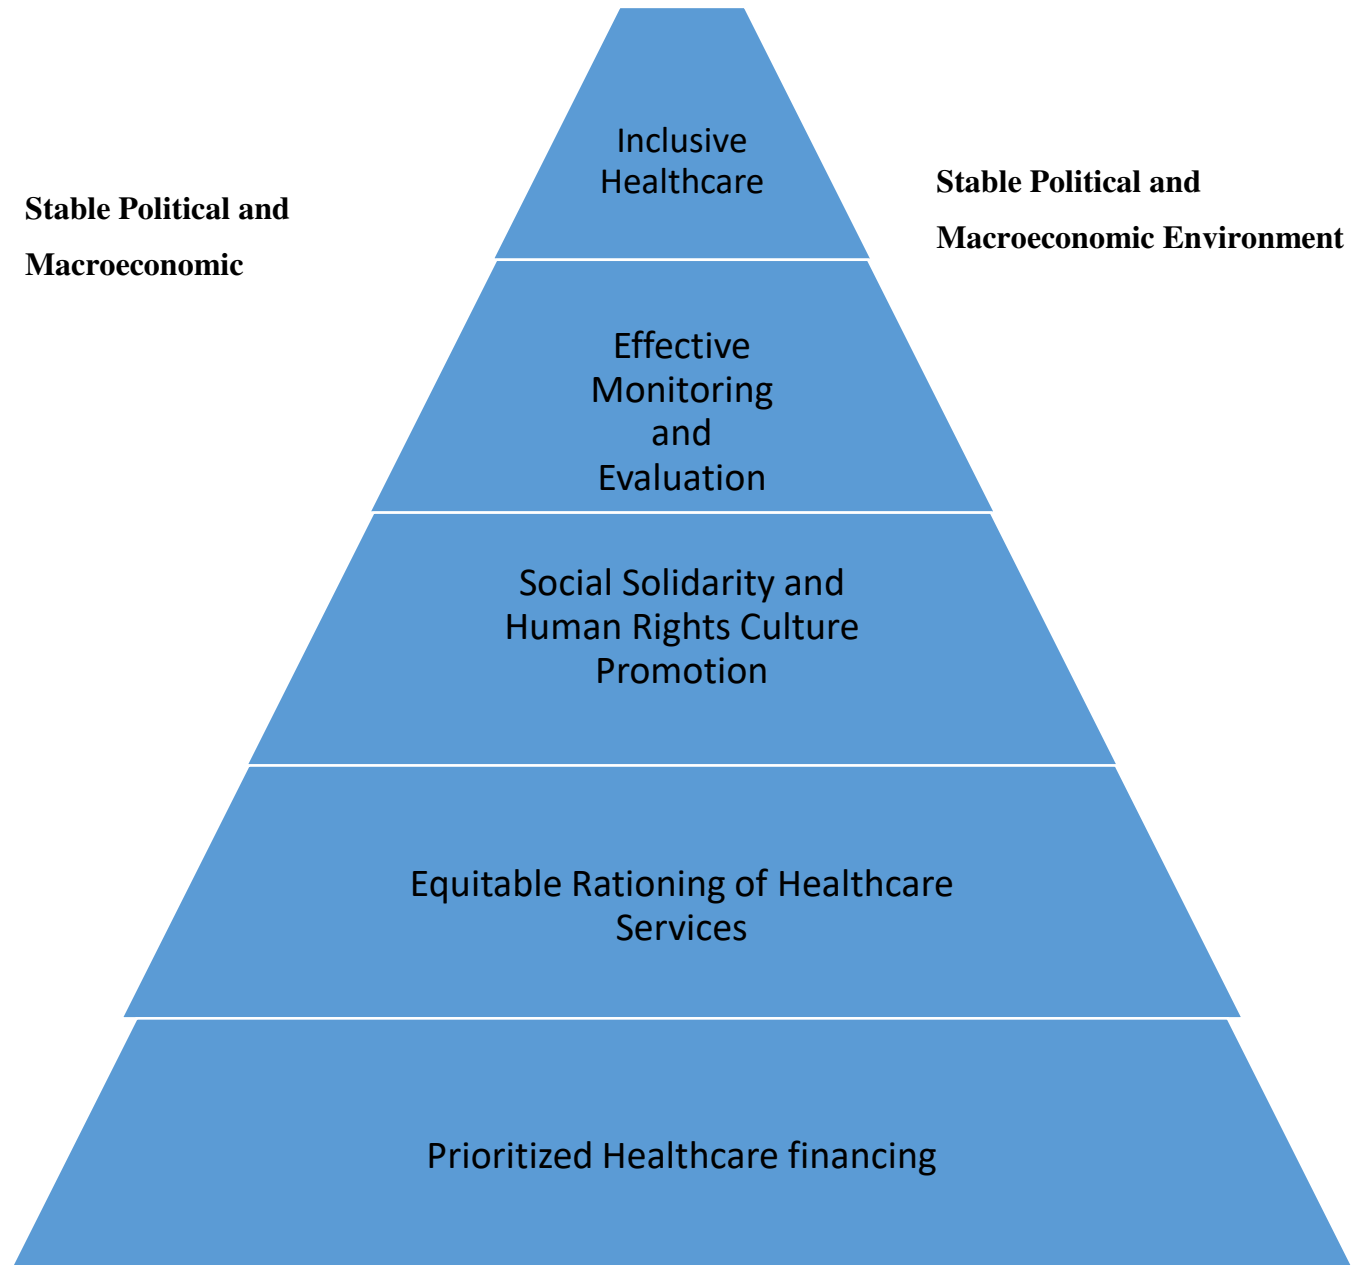 Inclusive
Healthcare
Stable Political and
Macroeconomic
Stable Political and
Macroeconomic Environment
Effective
Monitoring
and
Evaluation
Social Solidarity and
Human Rights Culture
Promotion
Equitable Rationing of Healthcare
Services
Prioritized Healthcare financing